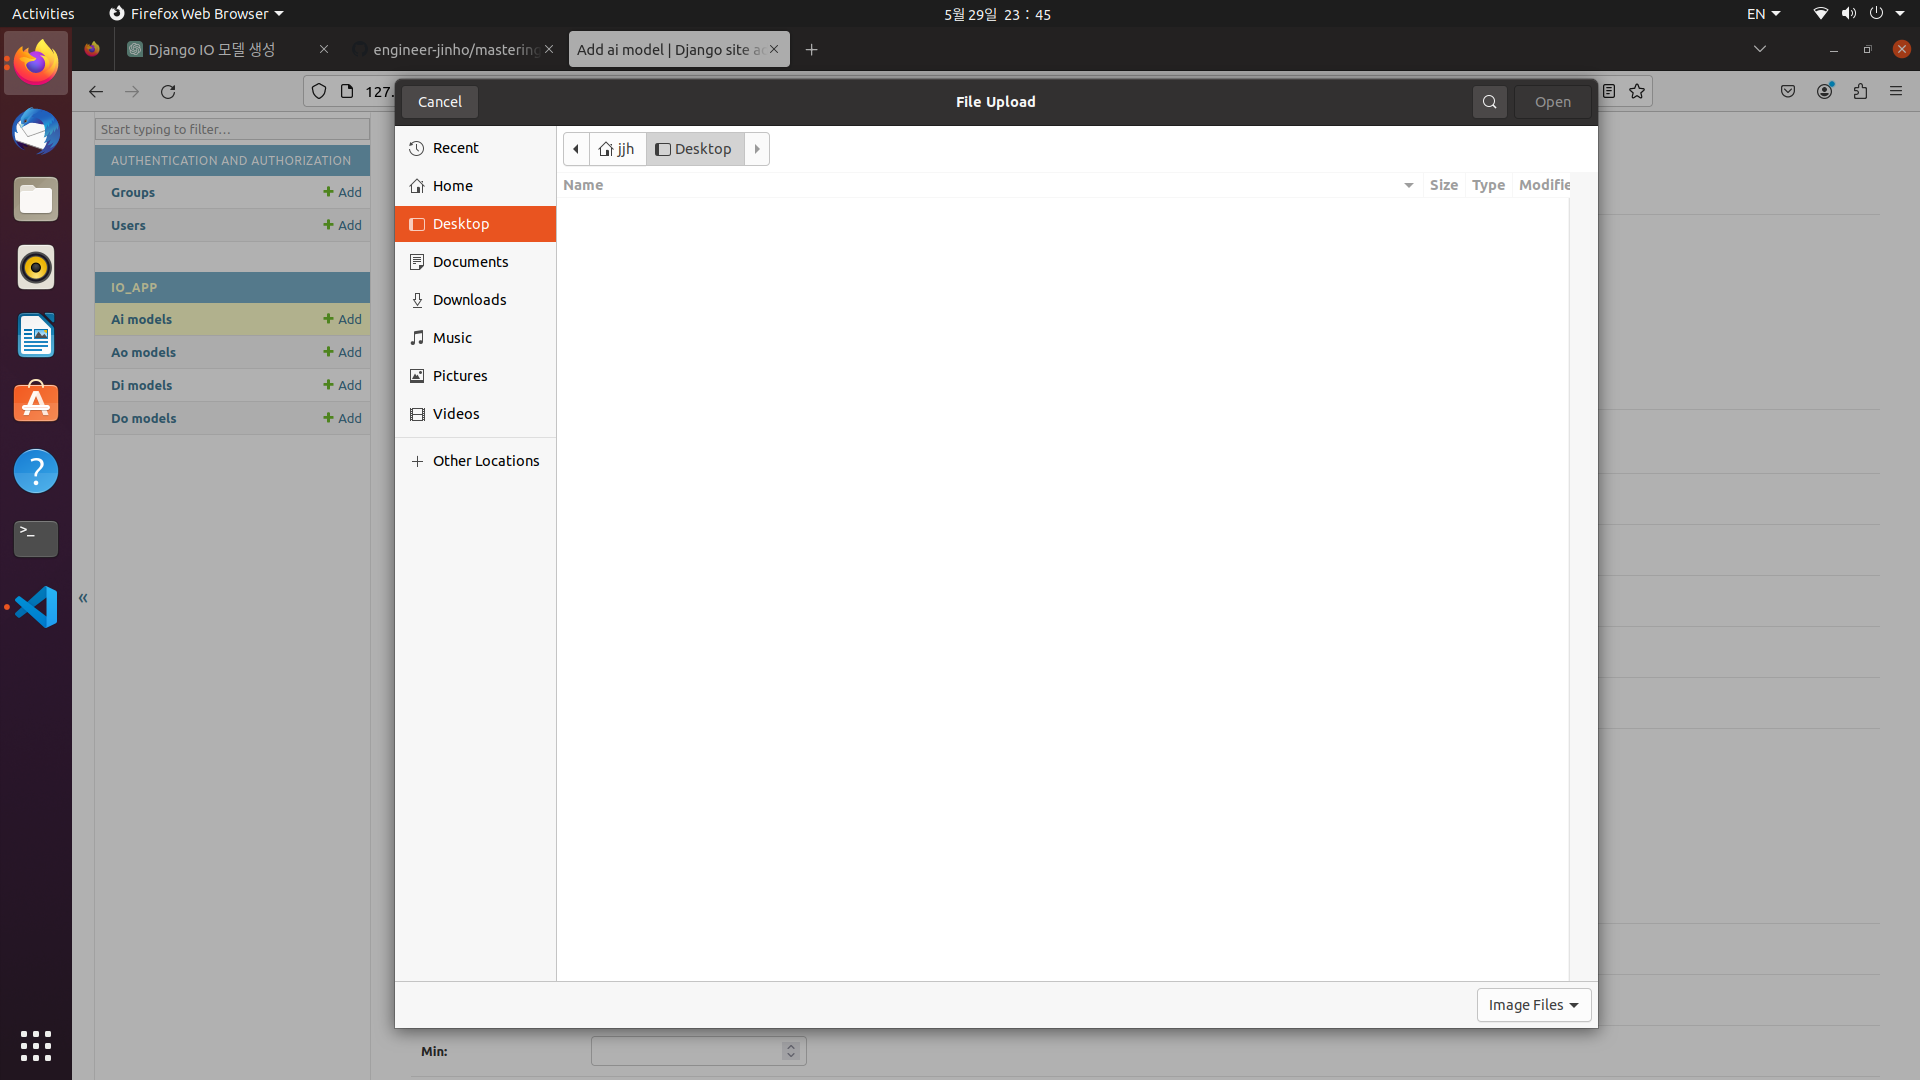 Activities
Firefox Web Browser
5월 29일 23 : 45
EN
Django IO 모델 생성
engineer-jinho/mastering
Add ai model | Django site ac
127.
Cancel
File Upload
Open
Start typing to filter...
AUTHENTICATION AND AUTHORIZATION
Groups
Add
Users
Add
IO_APP
Ai models
Add
Ao models
Add
Di models
Add
Do models
Add
«
Recent
Home
Desktop
Documents
Downloads
Music
Pictures
Videos
Other Locations
jjh
Desktop
Name
Size
Type
Modifie
Image Files
Min: